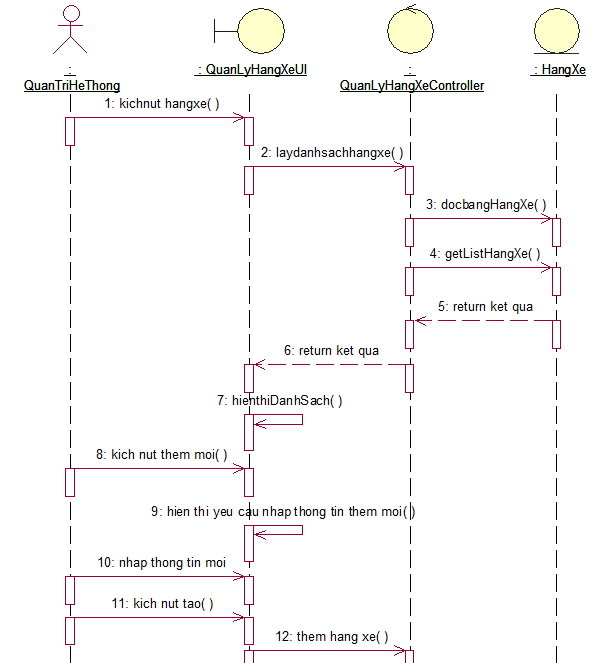 :
QuanTriHeThong
: QuanLyHangXeUI
:
QuanLyHangXeController
: HangXe
1: kichnut hangxe( )
2: laydanhsachhangxe( )
3: docbangHangXe( )
4: getListHangXe( )
5: return ket qua
6: return ket qua
7: hienthiDanhSach( )
8: kich nut them moi( )
9: hien thi yeu cau nhap thong tin them moi( )
10: nhap thong tin moi
11: kich nut tao( )
12: them hang xe( )